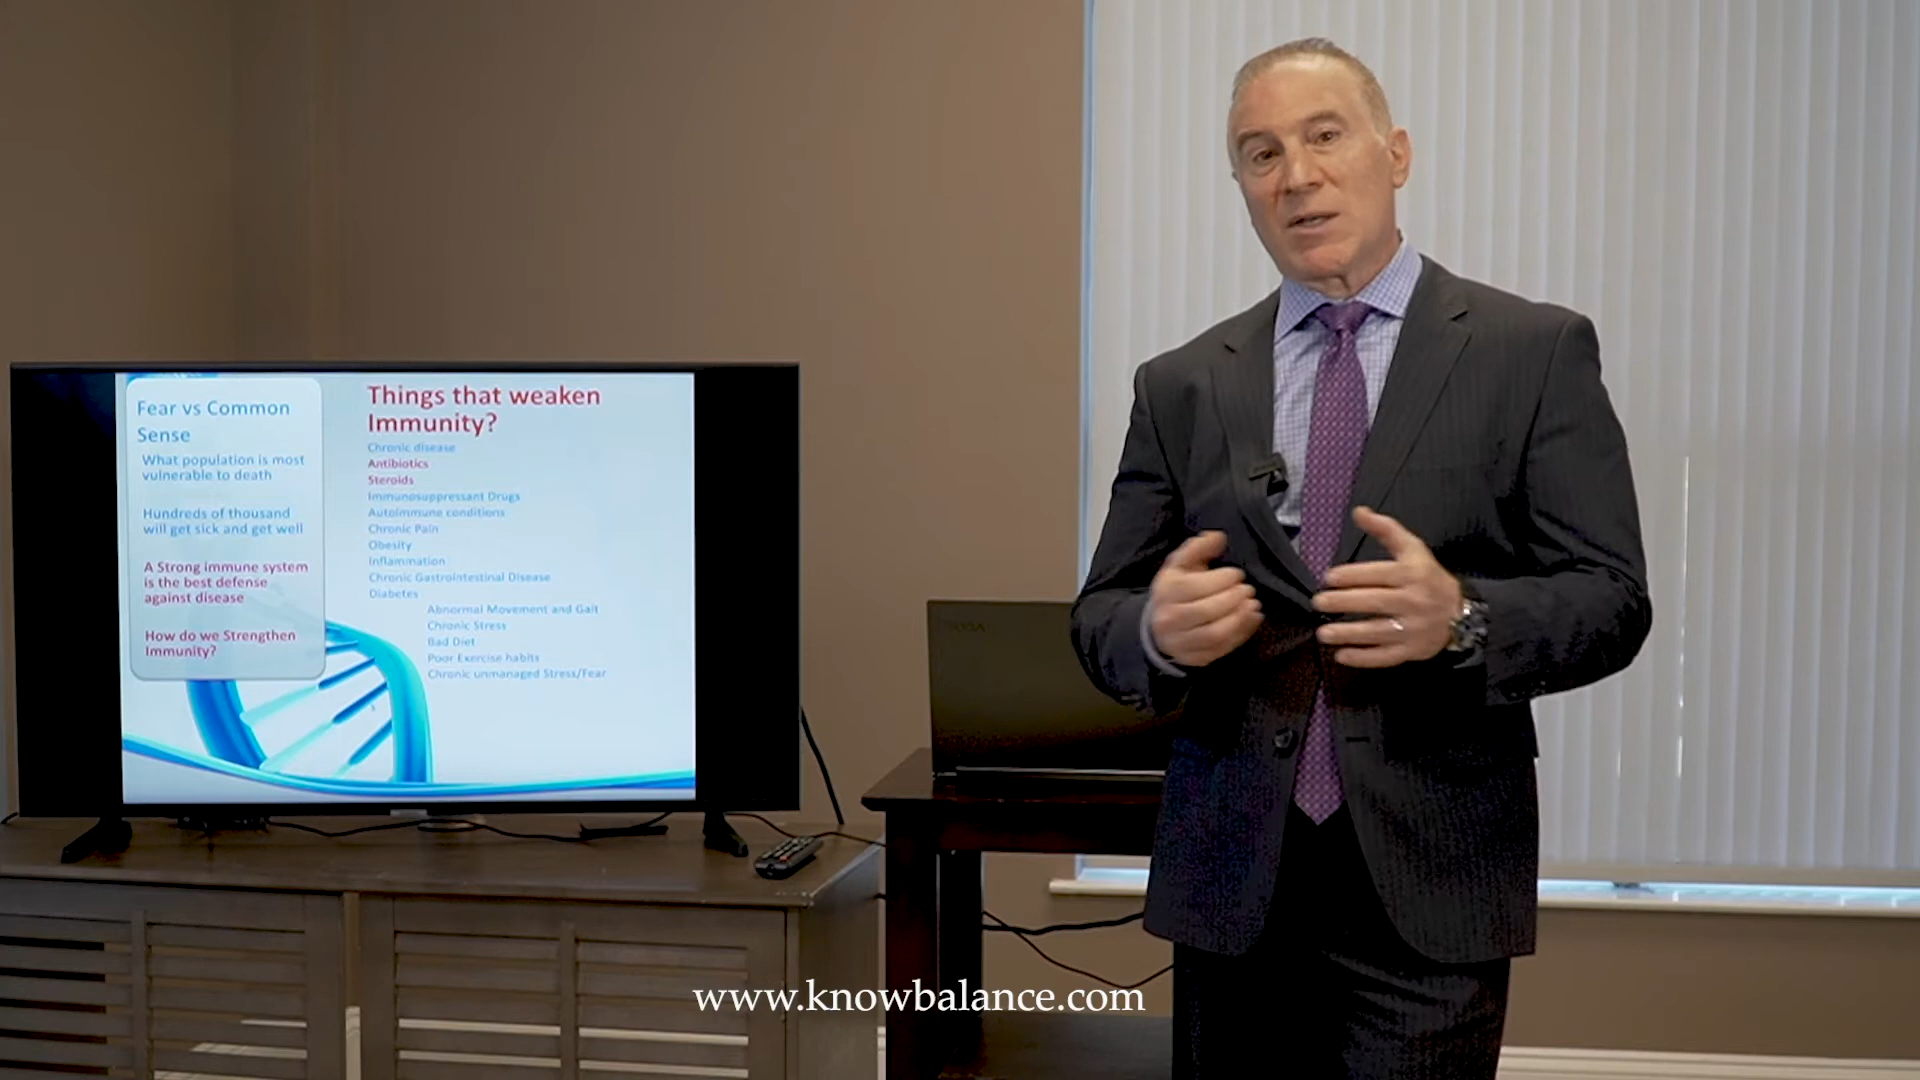 Fear vs Common
Sense
What population is most
vulnerable to death
Hundreds of thousand
will get sick and get well
A Strong immune system
is the best defense
against disease
How do we Strengthen
Immunity?
Things that weaken
Immunity?
Chronic disease
Antibiotics
Steroids
Immunosuppressant Drugs
Autoimmune conditions
Chronic Pain
Obesity
Inflammation
Chronic Gastrointestinal Disease
Diabetes
Abnormal Movement and Gait
Chronic Stress
Bad Diet
Poor Exercise habits
Chronic unmanaged Stress/Fear
www.knowbalance.com